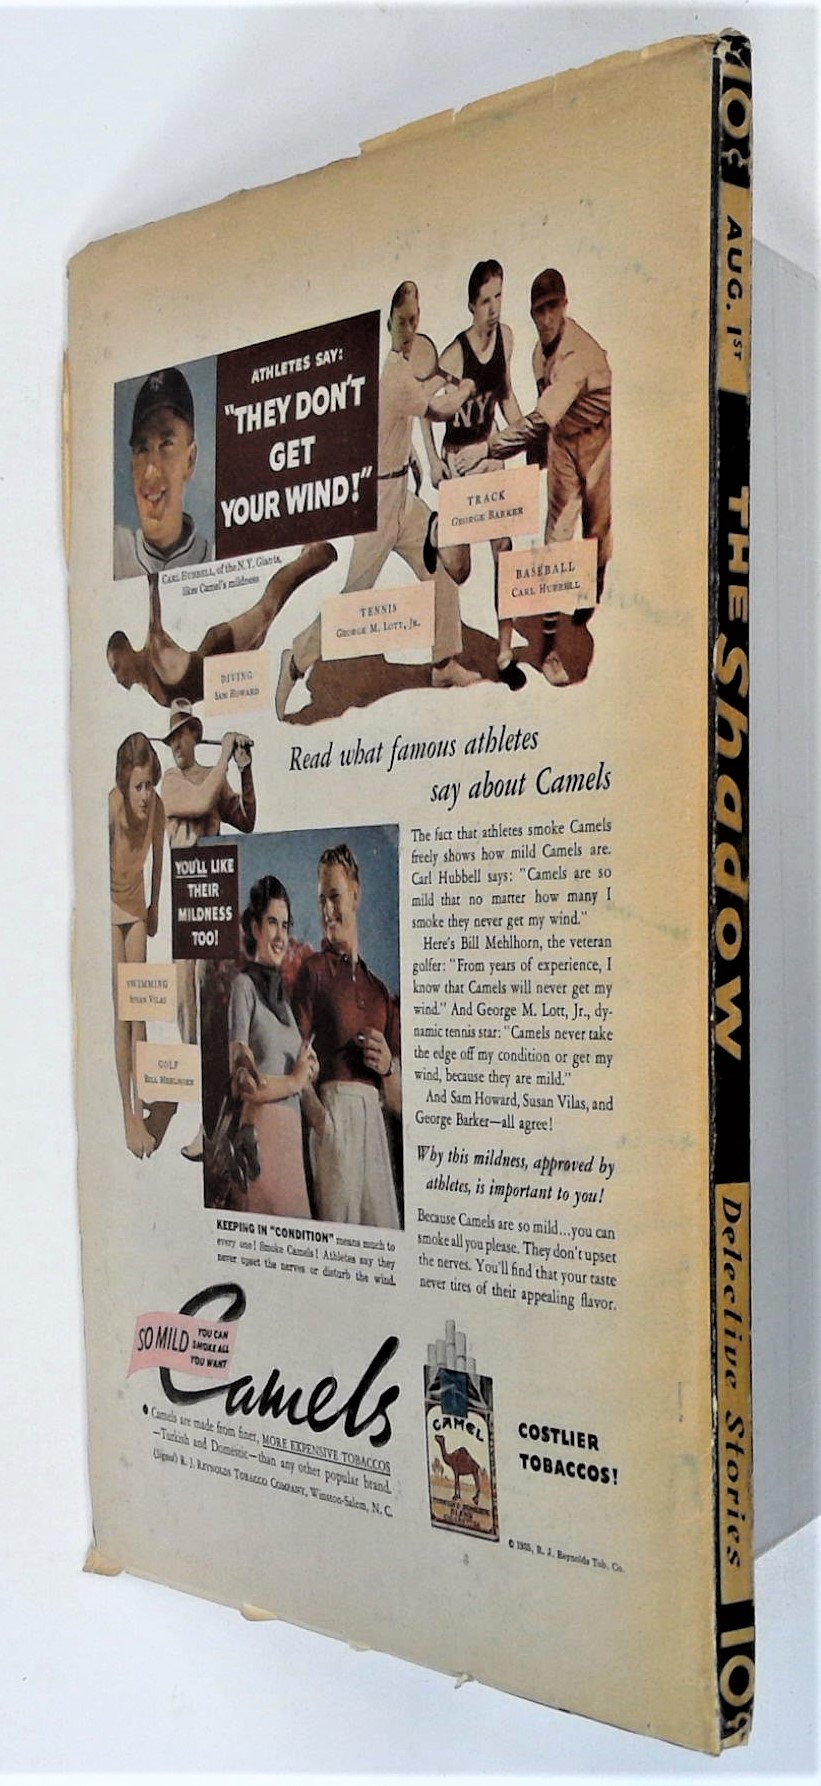 ATHLETES SAY:
"THEY DON'T
GET
YOUR WIND!"
NY
CARL HUBBELL, of the N.Y. Giants,
likes Camel's mildness
TRACK
GEORGE BARKER
BASEBALL
CARL HUBBELL
TENNIS
GEORGE M. LOTT, JR.
DIVING
SAM HOWARD
Read what famous athletes
say about Camels
YOU'LL LIKE
THEIR
MILDNESS
TOO!
SWIMMING
SUSAN VILAS
GOLF
BILL MEHLHORN
The fact that athletes smoke Camels
freely shows how mild Camels are.
Carl Hubbell says: "Camels are so
mild that no matter how many I
smoke they never get my wind."
Here's Bill Mehlhorn, the veteran
golfer: "From years of experience, I
know that Camels will never get my
wind." And George M. Lott, Jr., dy-
namic tennis star: "Camels never take
the edge off my condition or get my
wind, because they are mild."
And Sam Howard, Susan Vilas, and
George Barker—all agree!
Why this mildness, approved by
athletes, is important to you!
Because Camels are so mild...you can
smoke all you please. They don't upset
the nerves. You'll find that your taste
never tires of their appealing flavor.
KEEPING IN "CONDITION" means much to
every one! Smoke Camels! Athletes say they
never upset the nerves or disturb the wind.
SO MILD YOU CAN
SMOKE ALL
YOU WANT
Camels
● Camels are made from finer, MORE EXPENSIVE TOBACCOS
—Turkish and Domestic—than any other popular brand.
(Signed) R. J. REYNOLDS TOBACCO COMPANY, Winston-Salem, N. C.
CAMEL
COSTLIER
TOBACCOS!
© 1935, R. J. Reynolds Tob. Co.
10¢ AUG. 1ST THE Shadow Detective Stories 10¢